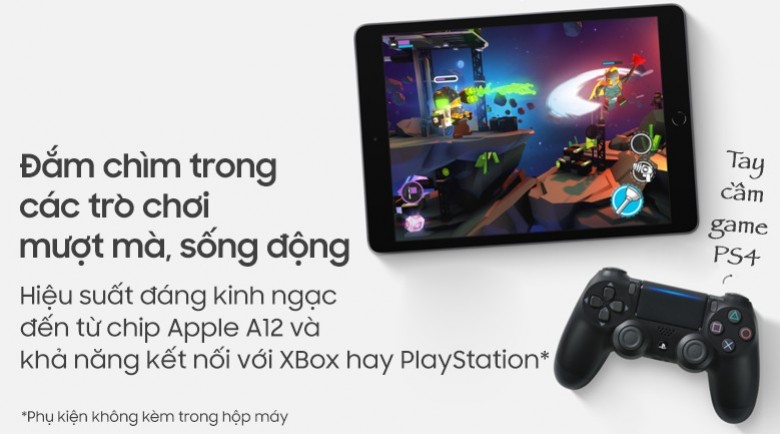 Đắm chìm trong
các trò chơi
mượt mà, sống động
Hiệu suất đáng kinh ngạc
đến từ chip Apple A12 và
khả năng kết nối với XBox hay PlayStation*
*Phụ kiện không kèm trong hộp máy
Tay
cầm
game
PS4